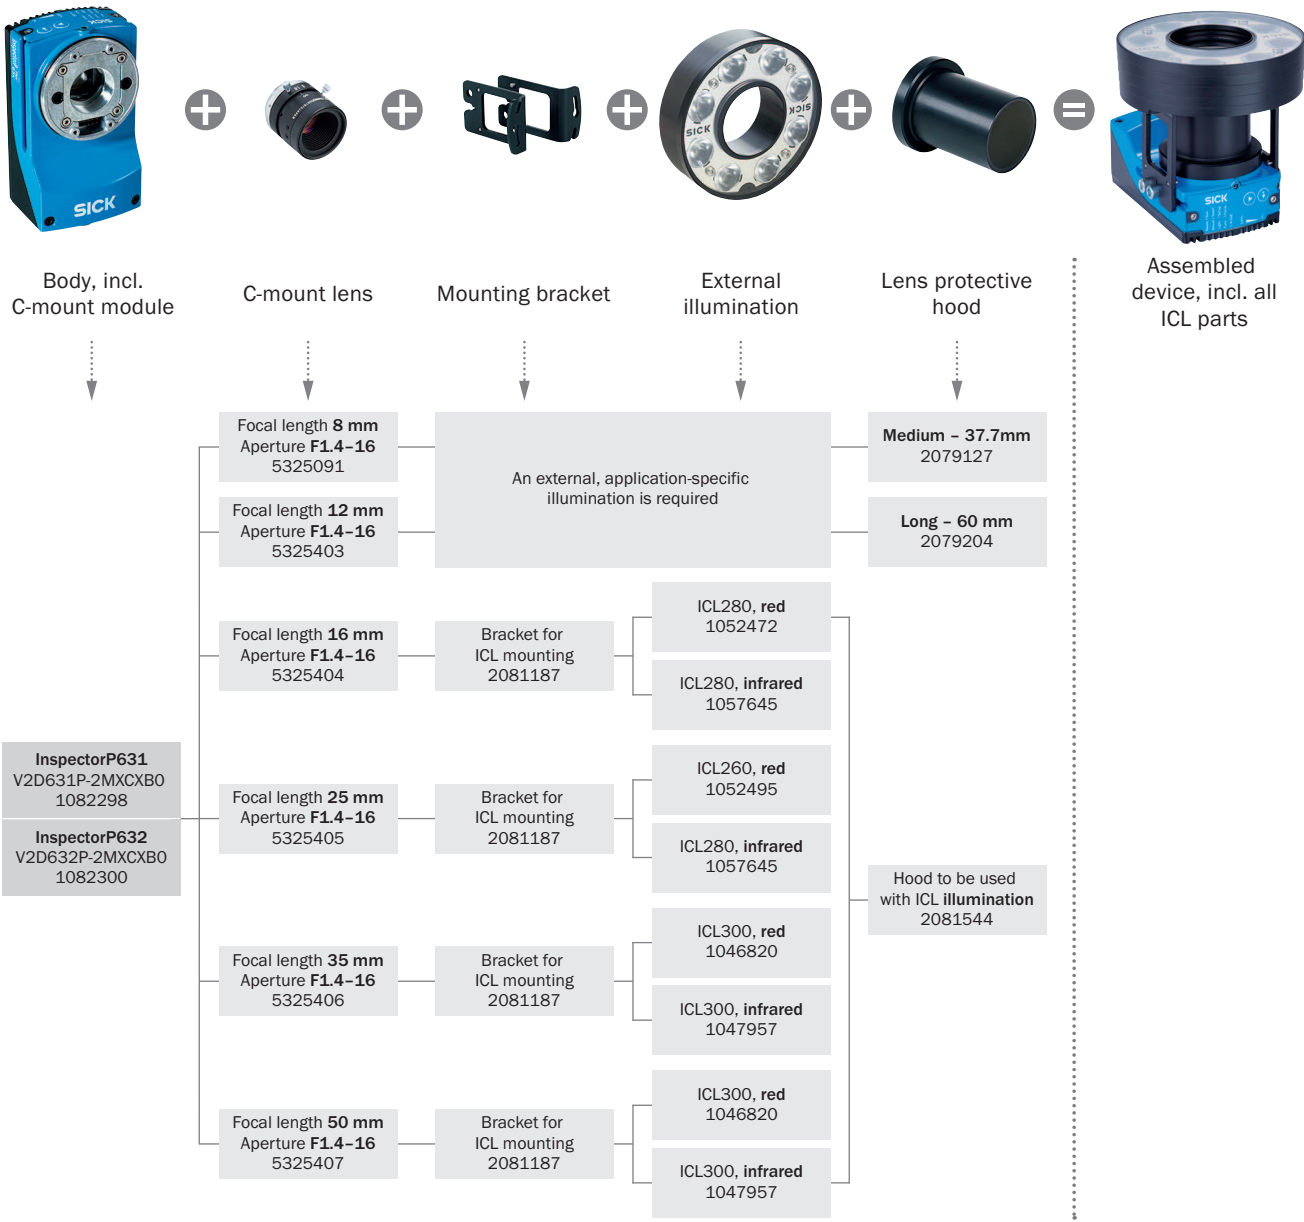 SICK
SICK
SICK
SICK
Body, incl.
C-mount module
C-mount lens
Mounting bracket
External
illumination
Lens protective
hood
Assembled
device, incl. all
ICL parts
Focal length 8 mm
Aperture F1.4–16
5325091
An external, application-specific
illumination is required
Medium – 37.7mm
2079127
Focal length 12 mm
Aperture F1.4–16
5325403
Long – 60 mm
2079204
Focal length 16 mm
Aperture F1.4–16
5325404
Bracket for
ICL mounting
2081187
ICL280, red
1052472
ICL280, infrared
1057645
InspectorP631
V2D631P-2MXCXB0
1082298
InspectorP632
V2D632P-2MXCXB0
1082300
Focal length 25 mm
Aperture F1.4–16
5325405
Bracket for
ICL mounting
2081187
ICL260, red
1052495
ICL280, infrared
1057645
Hood to be used
with ICL illumination
2081544
Focal length 35 mm
Aperture F1.4–16
5325406
Bracket for
ICL mounting
2081187
ICL300, red
1046820
ICL300, infrared
1047957
Focal length 50 mm
Aperture F1.4–16
5325407
Bracket for
ICL mounting
2081187
ICL300, red
1046820
ICL300, infrared
1047957